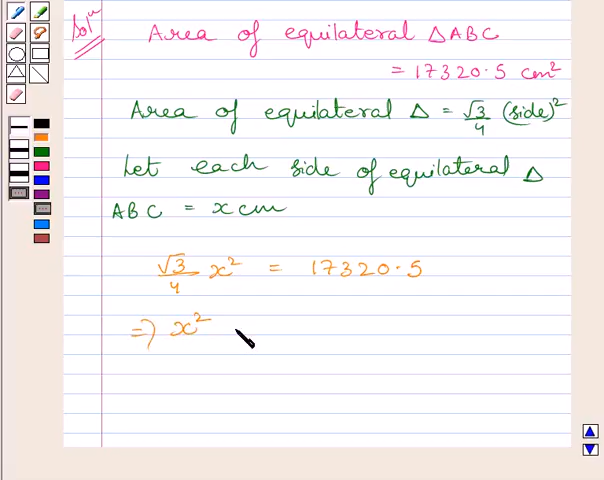 Solⁿ Area of equilateral ΔABC
= 17320.5 cm²
Area of equilateral Δ = √3/4 (side)²
Let each side of equilateral Δ
ABC = x cm
√3/4 x² = 17320.5
=> x²